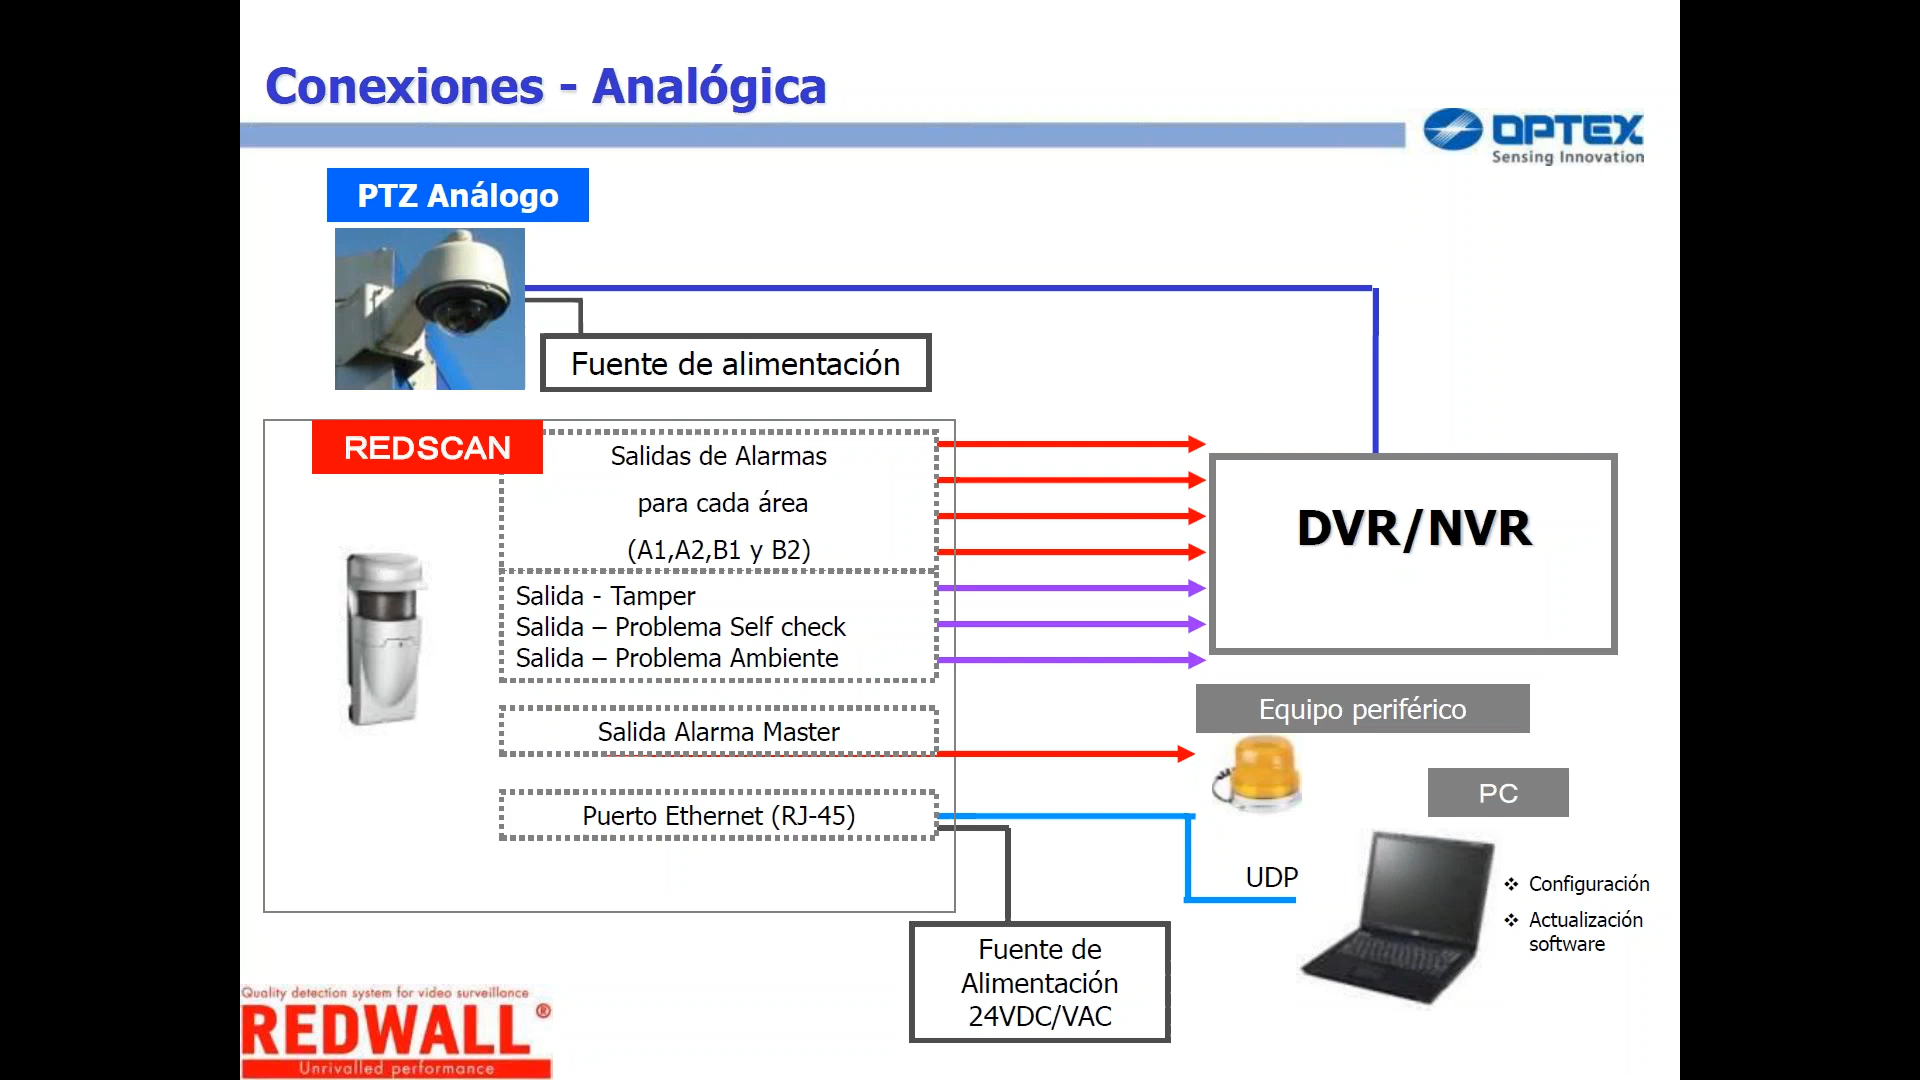 Conexiones - Analógica
OPTEX
Sensing Innovation
PTZ Análogo
Fuente de alimentación
REDSCAN
Salidas de Alarmas
para cada área
(A1,A2,B1 y B2)
Salida - Tamper
Salida – Problema Self check
Salida – Problema Ambiente
DVR/NVR
Salida Alarma Master
Equipo periférico
Puerto Ethernet (RJ-45)
PC
UDP
❖ Configuración
❖ Actualización
software
Fuente de
Alimentación
24VDC/VAC
Quality detection system for video surveillance
REDWALL®
Unrivalled performance